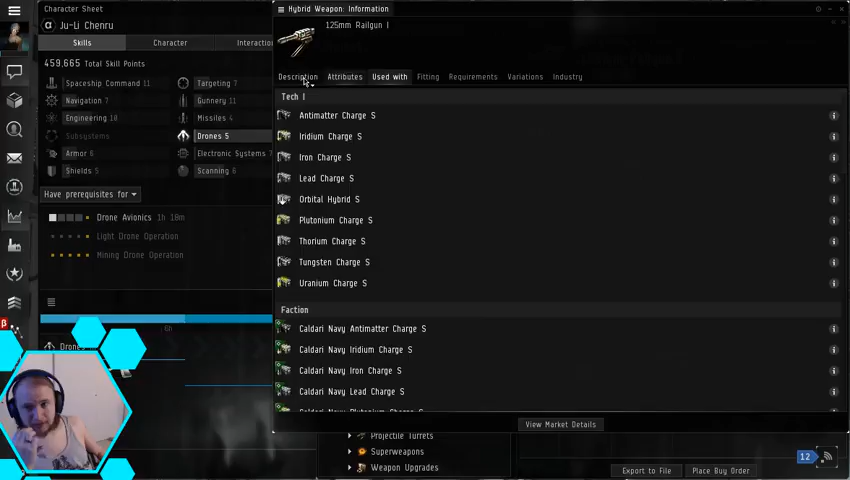 Character Sheet
α Ju-Li Chenru
Skills
Character
Interaction
459,665 Total Skill Points
Spaceship Command 11
Targeting 7
Navigation 7
Gunnery 11
Engineering 18
Missiles 4
Subsystems
Drones 5
Armor 6
Electronic Systems 7
Shields 5
Scanning 6
Have prerequisites for
Drone Avionics 1h 18m
Light Drone Operation
Mining Drone Operation
6h
β
Hybrid Weapon: Information
125mm Railgun I
Description
Attributes
Used with
Fitting
Requirements
Variations
Industry
Tech I
Antimatter Charge S
Iridium Charge S
Iron Charge S
Lead Charge S
Orbital Hybrid S
Plutonium Charge S
Thorium Charge S
Tungsten Charge S
Uranium Charge S
Faction
Caldari Navy Antimatter Charge S
Caldari Navy Iridium Charge S
Caldari Navy Iron Charge S
Caldari Navy Lead Charge S
Caldari Navy Plutonium Charge S
View Market Details
Projectile Turrets
Superweapons
Weapon Upgrades
12
Export to File
Place Buy Order